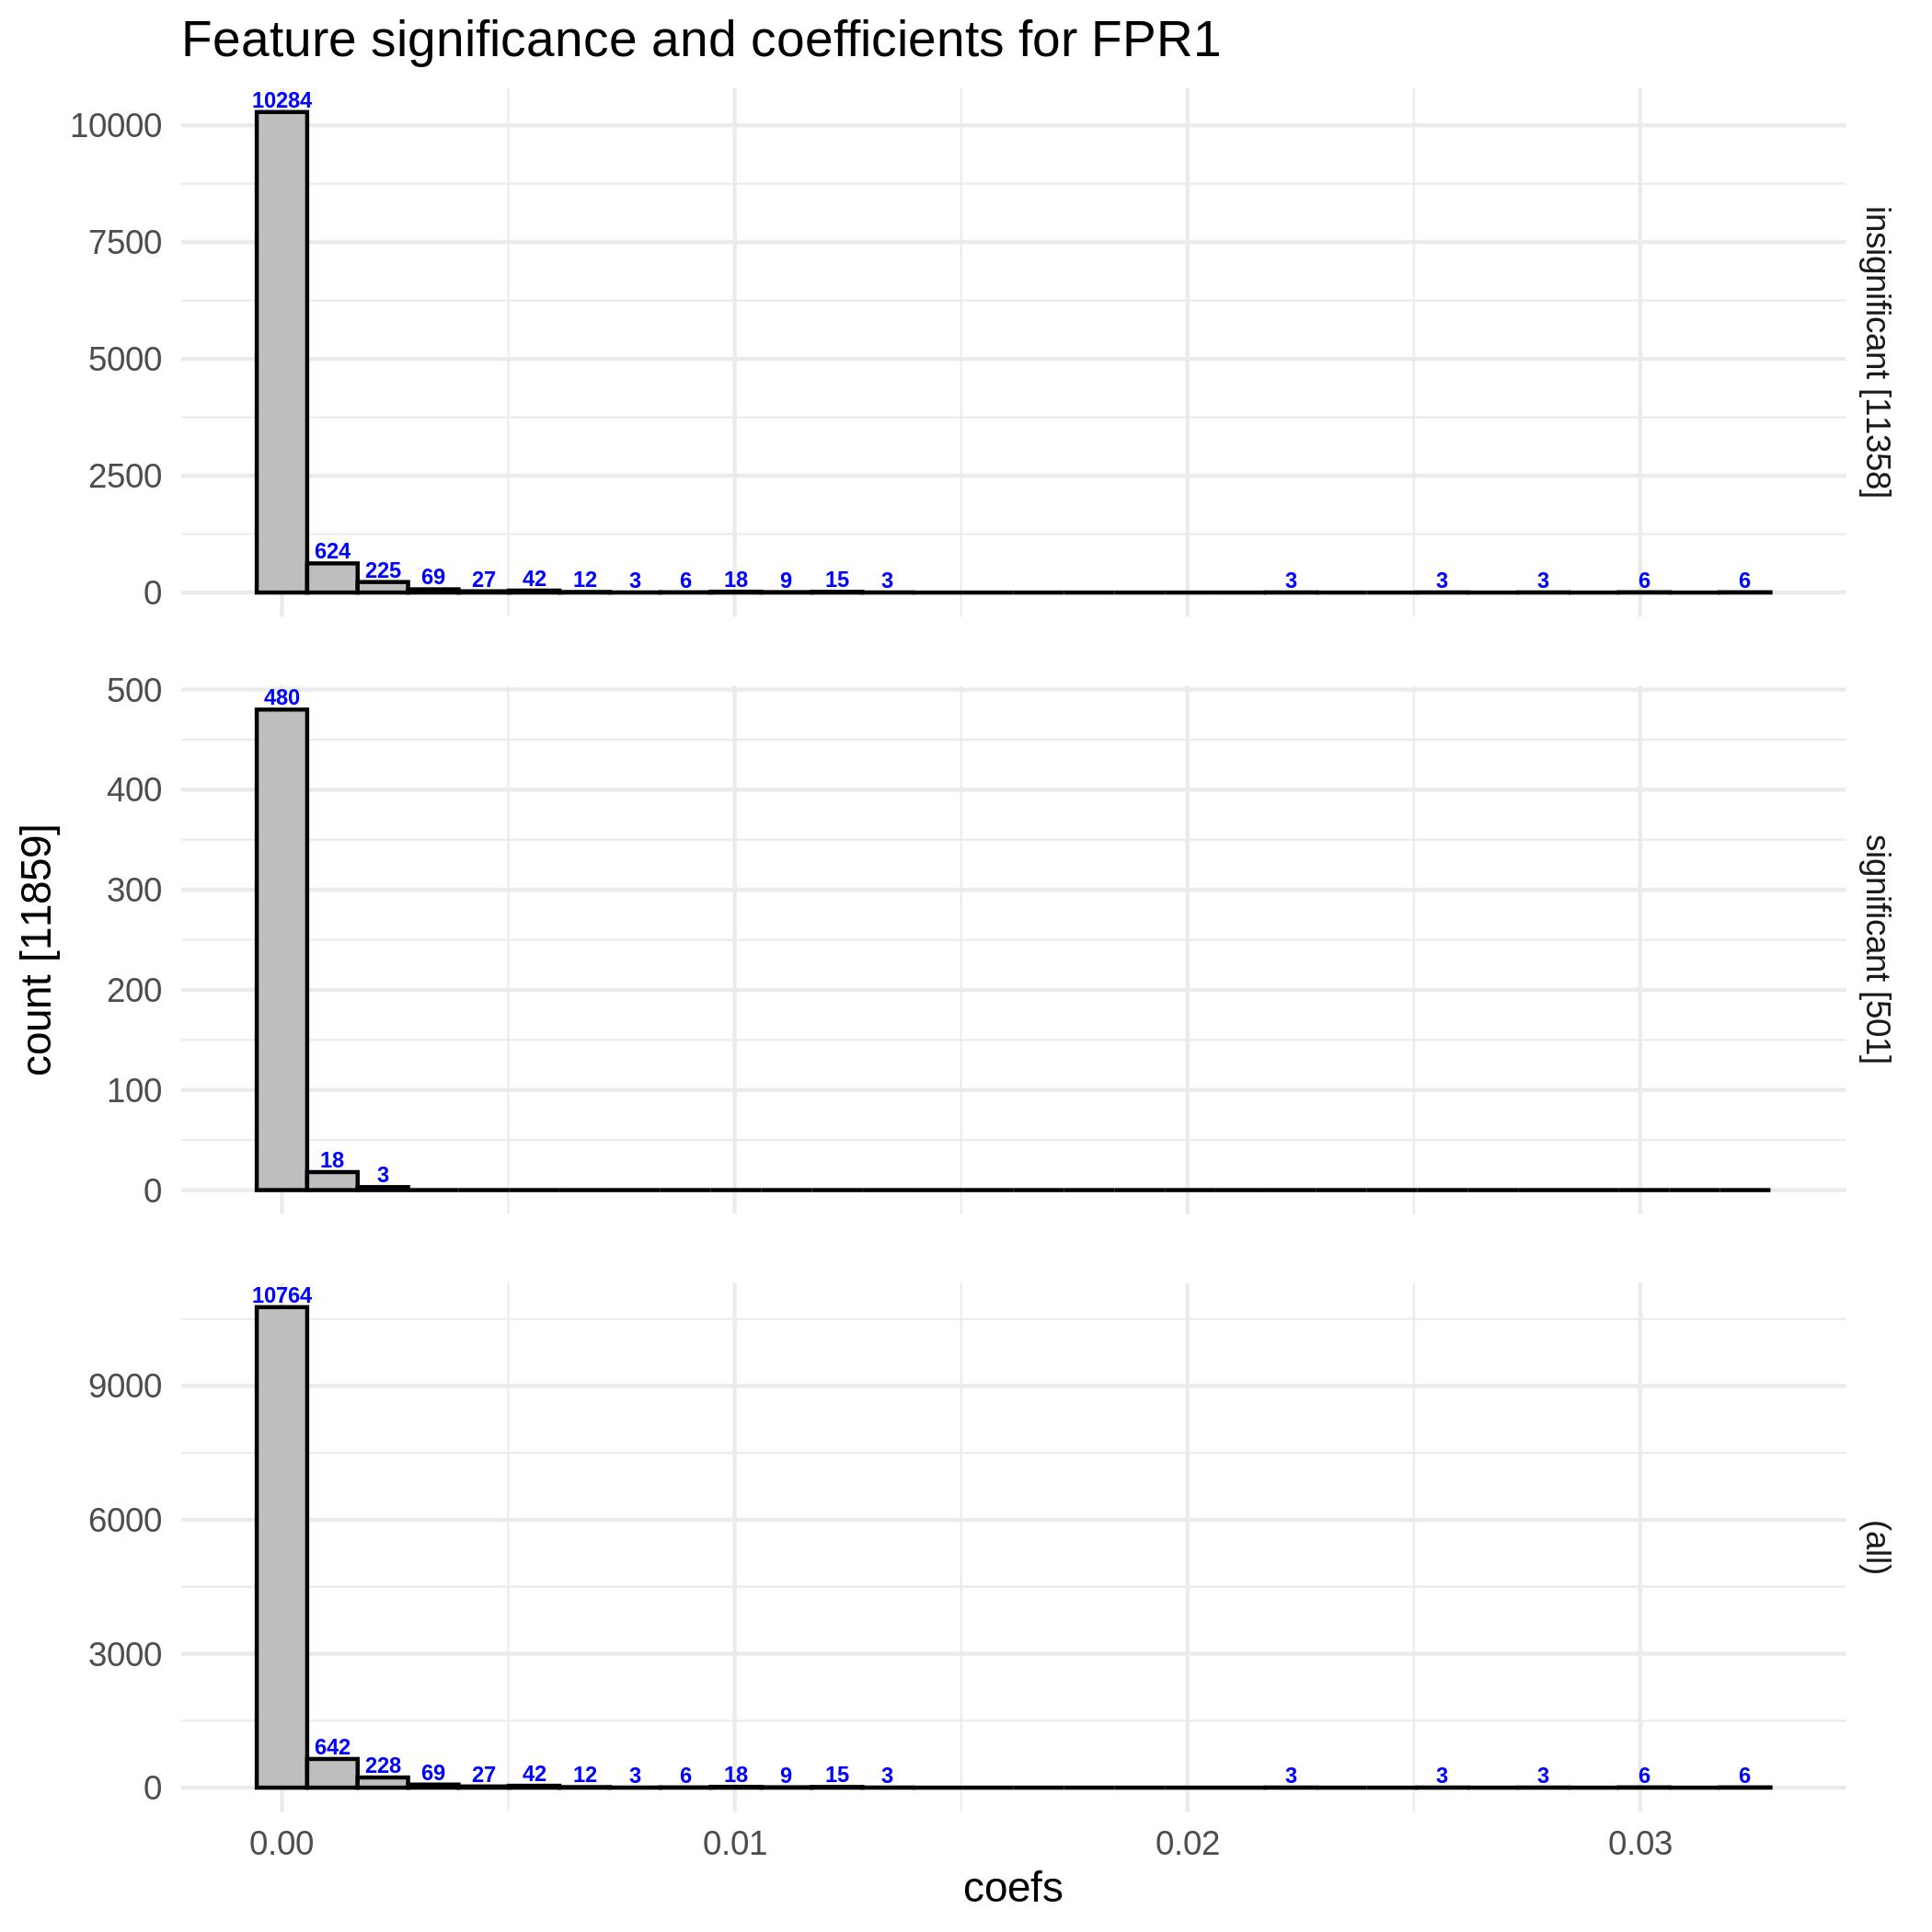 Feature significance and coefficients for FPR1
10284
10000
7500
5000
2500
0
624 225 69 27 42 12 3 6 18 9 15 3 3 3 3 6 6
insignificant [11358]
count [11859]
500
480
400
300
200
100
0
18 3
significant [501]
10764
9000
6000
3000
0
642 228 69 27 42 12 3 6 18 9 15 3 3 3 3 6 6
(all)
0.00 0.01 0.02 0.03
coefs